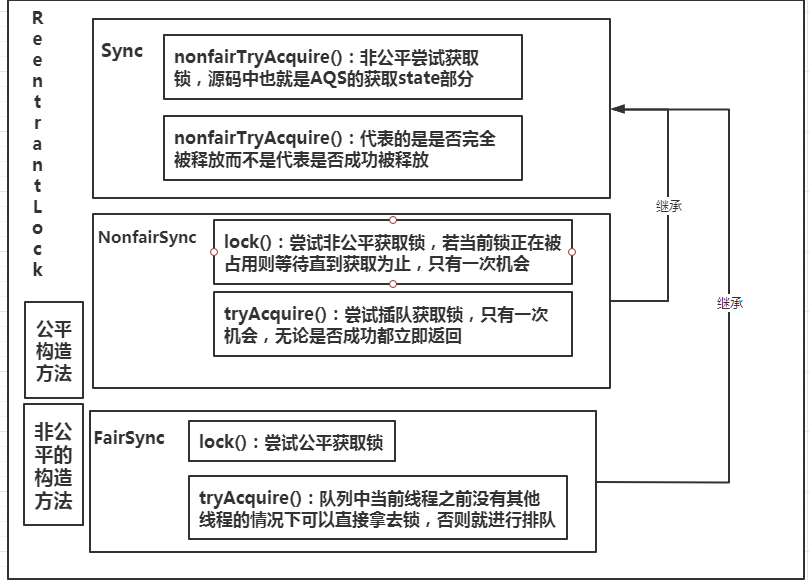 ReentrantLock
Sync
nonfairTryAcquire()：非公平尝试获取
锁，源码中也就是AQS的获取state部分
nonfairTryAcquire()：代表的是是否完全
被释放而不是代表是否成功被释放
NonfairSync
lock()：尝试非公平获取锁，若当前锁正在被
占用则等待直到获取为止，只有一次机会
tryAcquire()：尝试插队获取锁，只有一次
机会，无论是否成功都立即返回
继承
继承
公平
构造
方法
非公
平的
构造
方法
FairSync
lock()：尝试公平获取锁
tryAcquire()：队列中当前线程之前没有其他
线程的情况下可以直接拿去锁，否则就进行排队